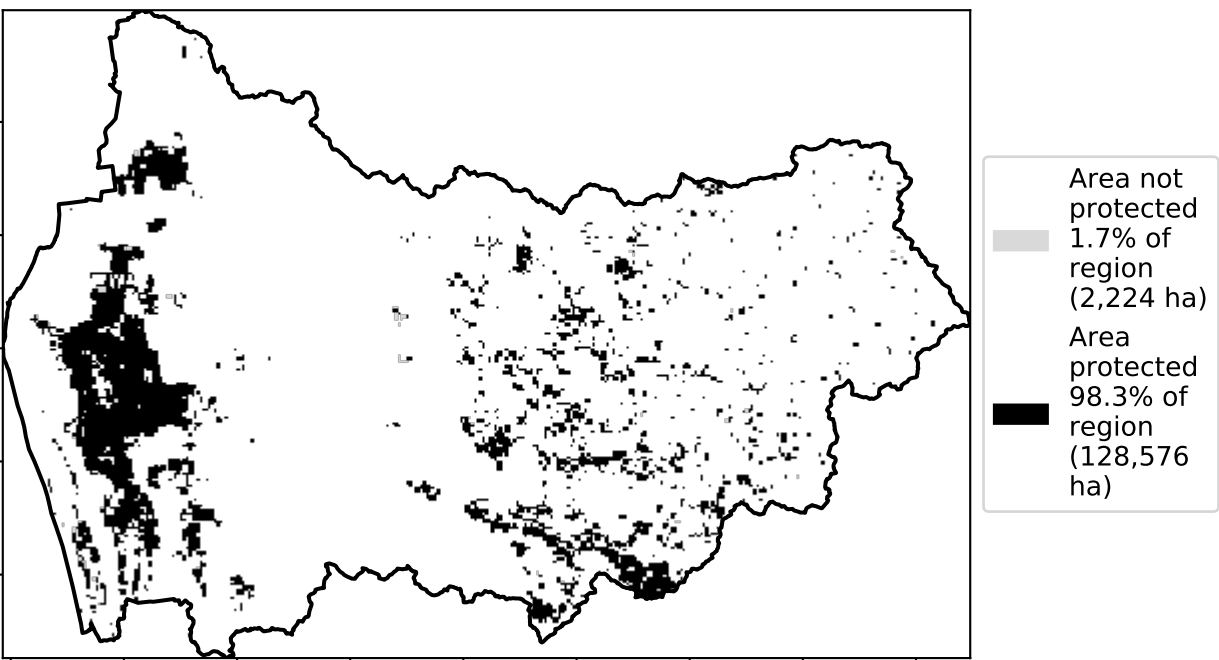 Area not
protected
1.7% of
region
(2,224 ha)
Area
protected
98.3% of
region
(128,576
ha)